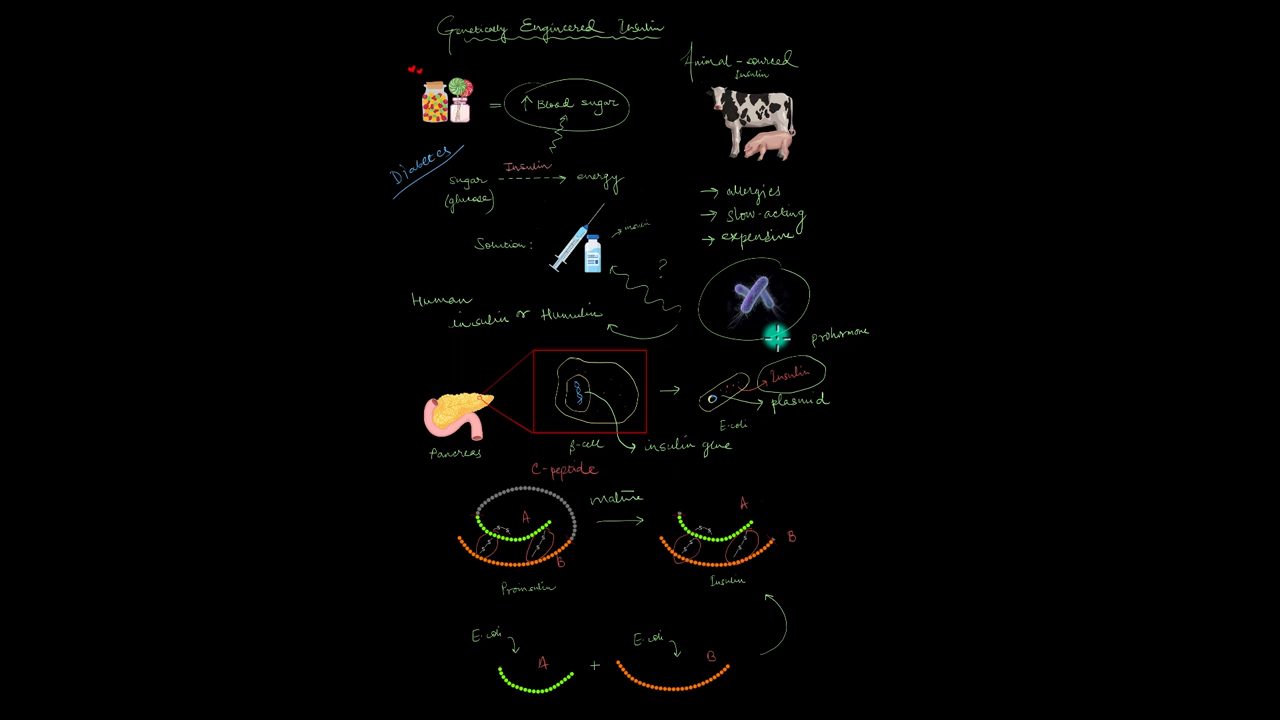 Genetically Engineered Insulin
Animal-sourced
Insulin
= ↑ Blood sugar
Diabetes
Insulin
sugar → energy
(glucose)
→ allergies
→ slow-acting
→ expensive
Solution:
→ insulin
?
Human
insulin or Humulin
prohormone
Insulin
plasmid
E.coli
Pancreas
β-cell
insulin gene
C-peptide
mature
A
B
Proinsulin
A
B
Insulin
E.coli
A
+
E.coli
B